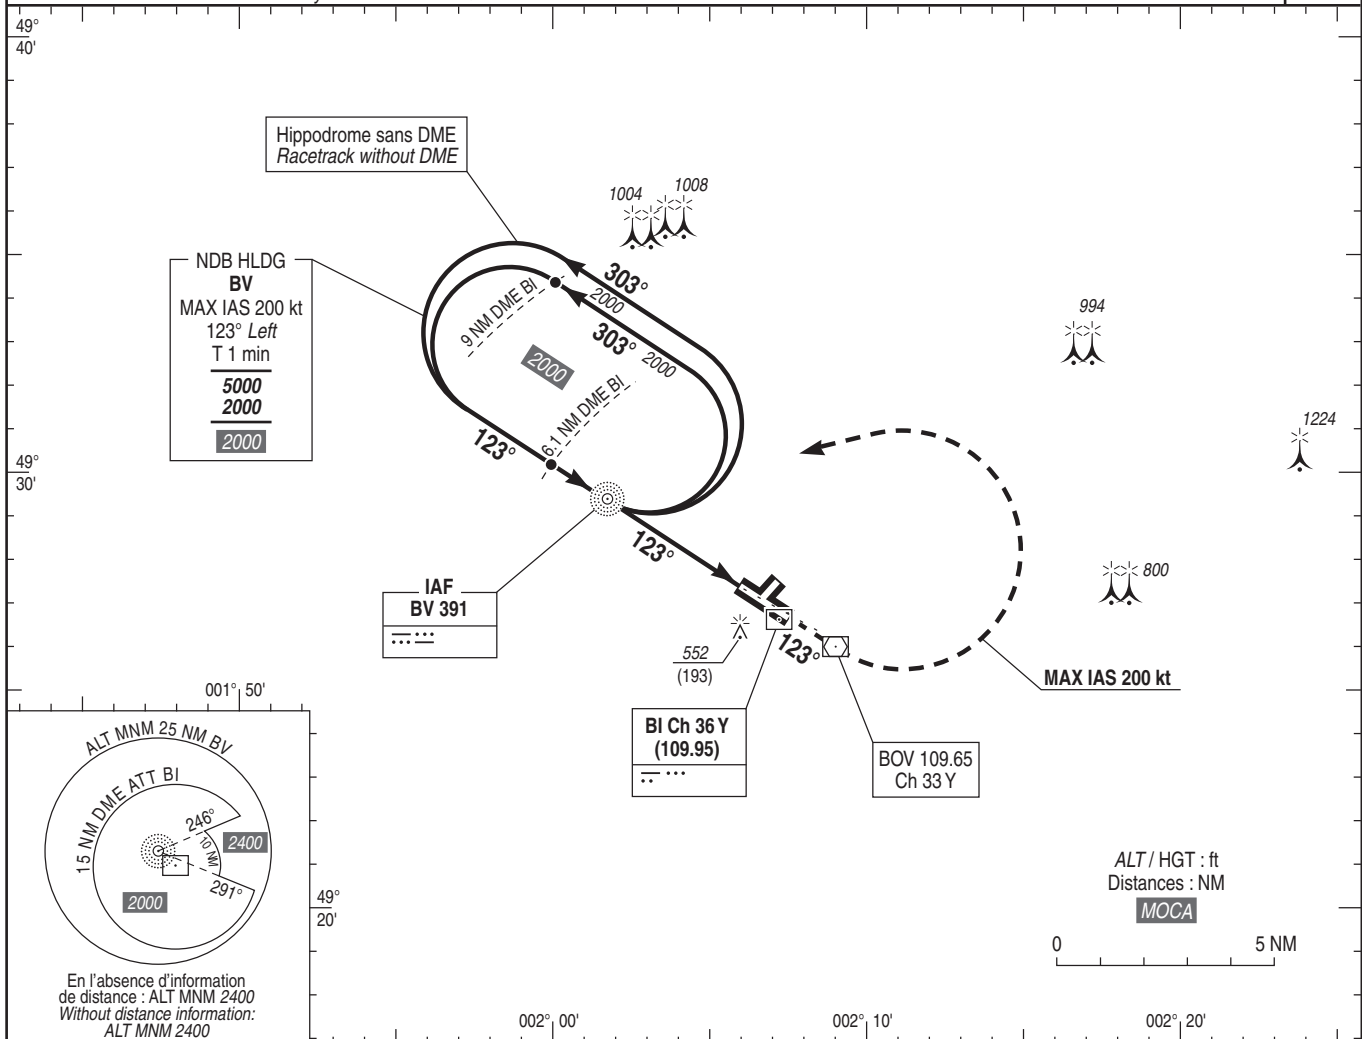 49°
40'
Hippodrome sans DME
Racetrack without DME
1004
1008
NDB HLDG
BV
MAX IAS 200 kt
123° Left
T 1 min
5000
2000
2000
303°
2000
9 NM DME BI
303°
2000
2000
6.1 NM DME BI
123°
994
1224
49°
30'
123°
IAF
BV 391
800
552
(193)
123°
MAX IAS 200 kt
001° 50'
BI Ch 36 Y
(109.95)
BOV 109.65
Ch 33 Y
ALT MNM 25 NM BV
15 NM DME ATT BI
246°
10 NM
2400
291°
2000
49°
20'
En l'absence d'information
de distance : ALT MNM 2400
Without distance information:
ALT MNM 2400
ALT / HGT : ft
Distances : NM
MOCA
0
5 NM
002° 00'
002° 10'
002° 20'